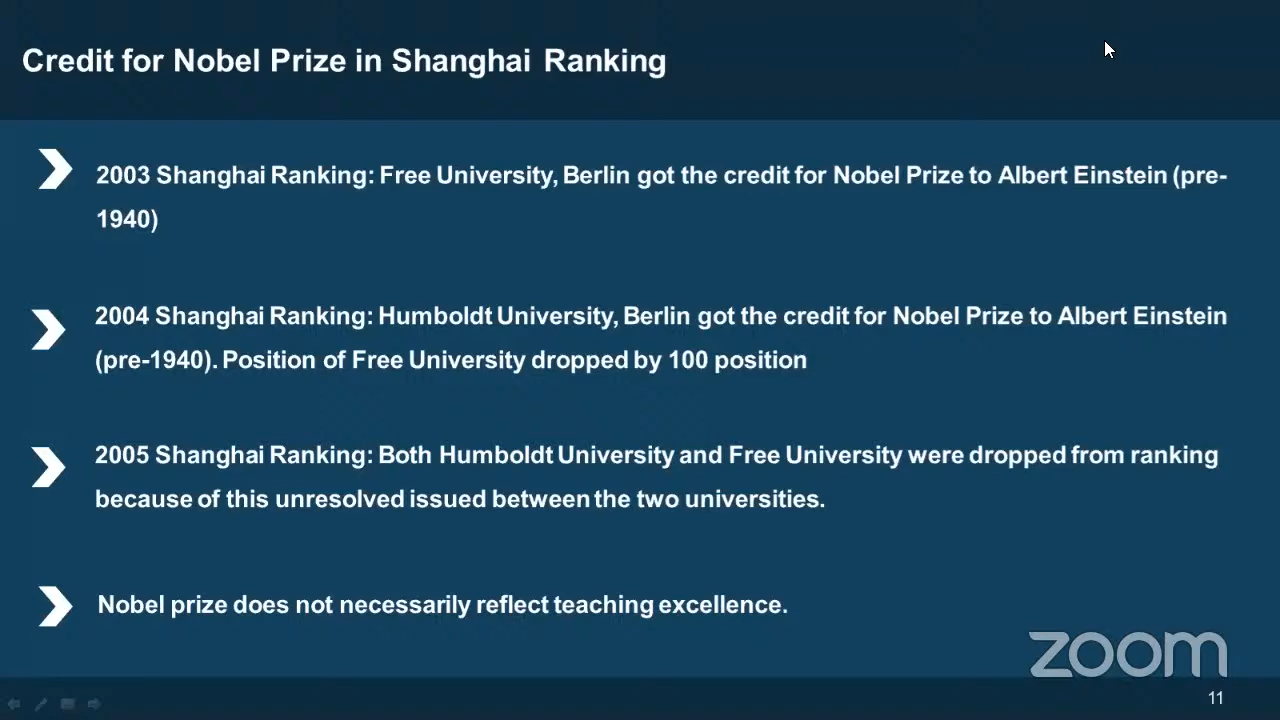 Credit for Nobel Prize in Shanghai Ranking
2003 Shanghai Ranking: Free University, Berlin got the credit for Nobel Prize to Albert Einstein (pre-
1940)
2004 Shanghai Ranking: Humboldt University, Berlin got the credit for Nobel Prize to Albert Einstein
(pre-1940). Position of Free University dropped by 100 position
2005 Shanghai Ranking: Both Humboldt University and Free University were dropped from ranking
because of this unresolved issued between the two universities.
Nobel prize does not necessarily reflect teaching excellence.
zoom
11